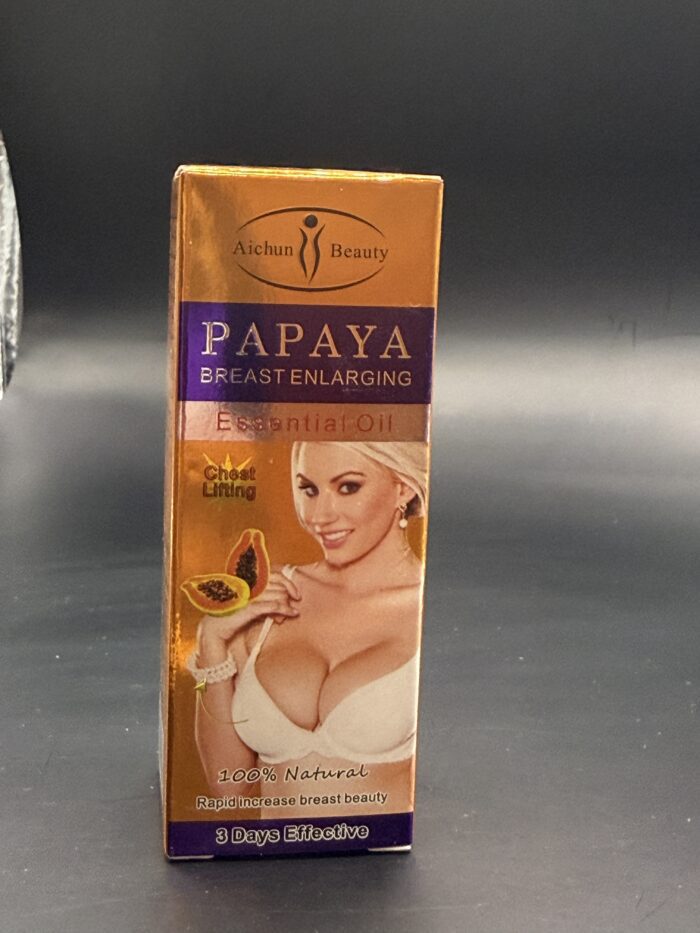 Aichun Beauty
PAPAYA
BREAST ENLARGING
Essential Oil
Chest
Lifting
100% Natural
Rapid increase breast beauty
3 Days Effective